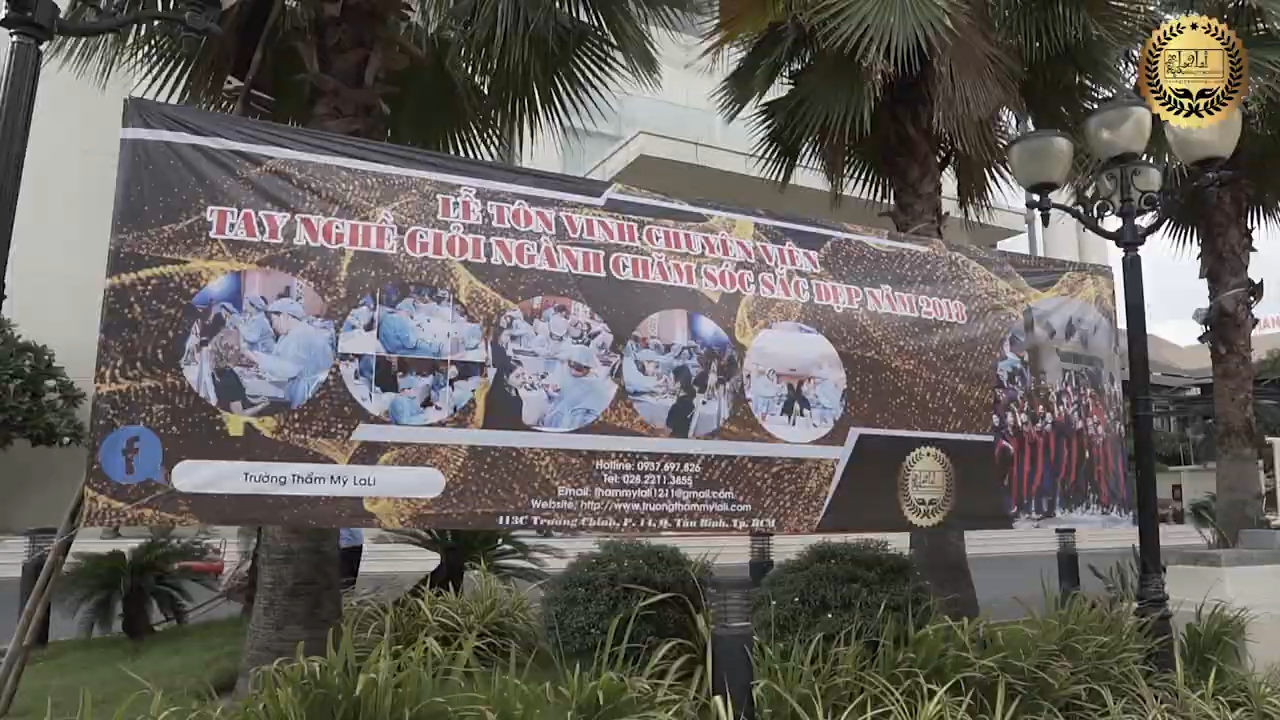 LỄ TÔN VINH CHUYÊN VIÊN
TAY NGHỀ GIỎI NGÀNH CHĂM SÓC SẮC ĐẸP NĂM 2018
f
Trường Thẩm Mỹ LaLi
Hotline: 0937.697.826
Tel: 028.2211.3855
Email: thammylali1211@gmail.com
Website: http://www.truongthammylali.com
413C Trường Chinh, P. 14, Q. Tân Bình, Tp. HCM